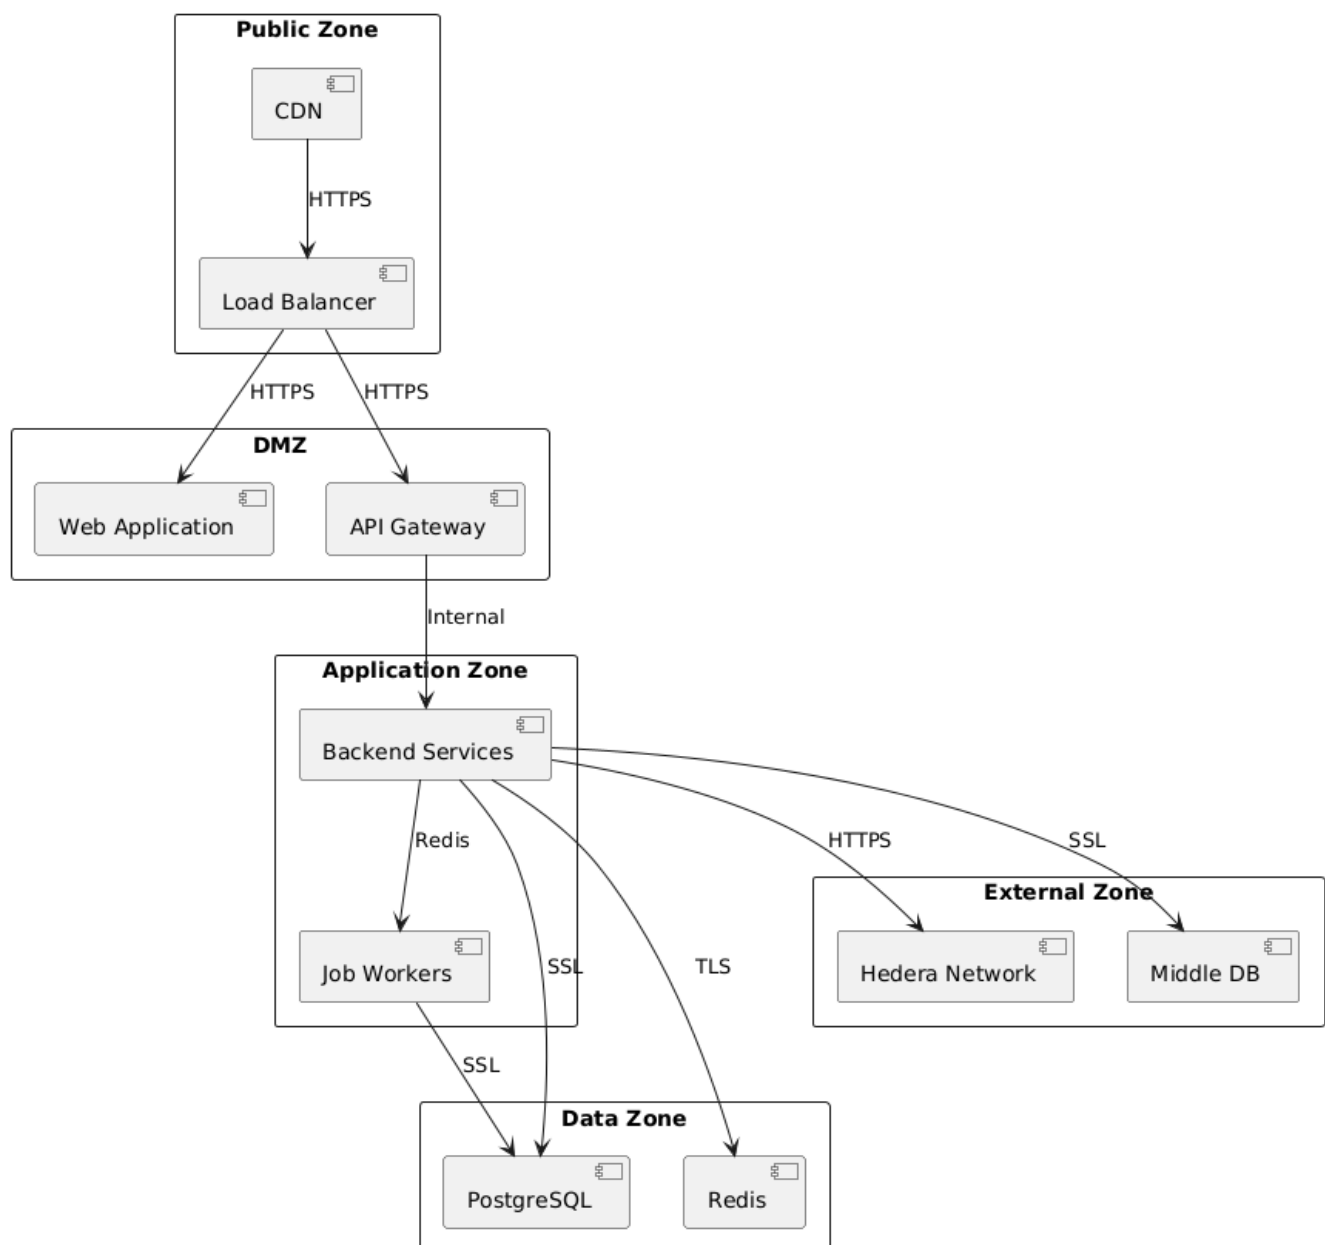 Public Zone
CDN
HTTPS
Load Balancer
HTTPS
HTTPS
DMZ
Web Application
API Gateway
Internal
Application Zone
Backend Services
Redis
HTTPS
SSL
External Zone
Job Workers
SSL
TLS
Hedera Network
Middle DB
SSL
Data Zone
PostgreSQL
Redis